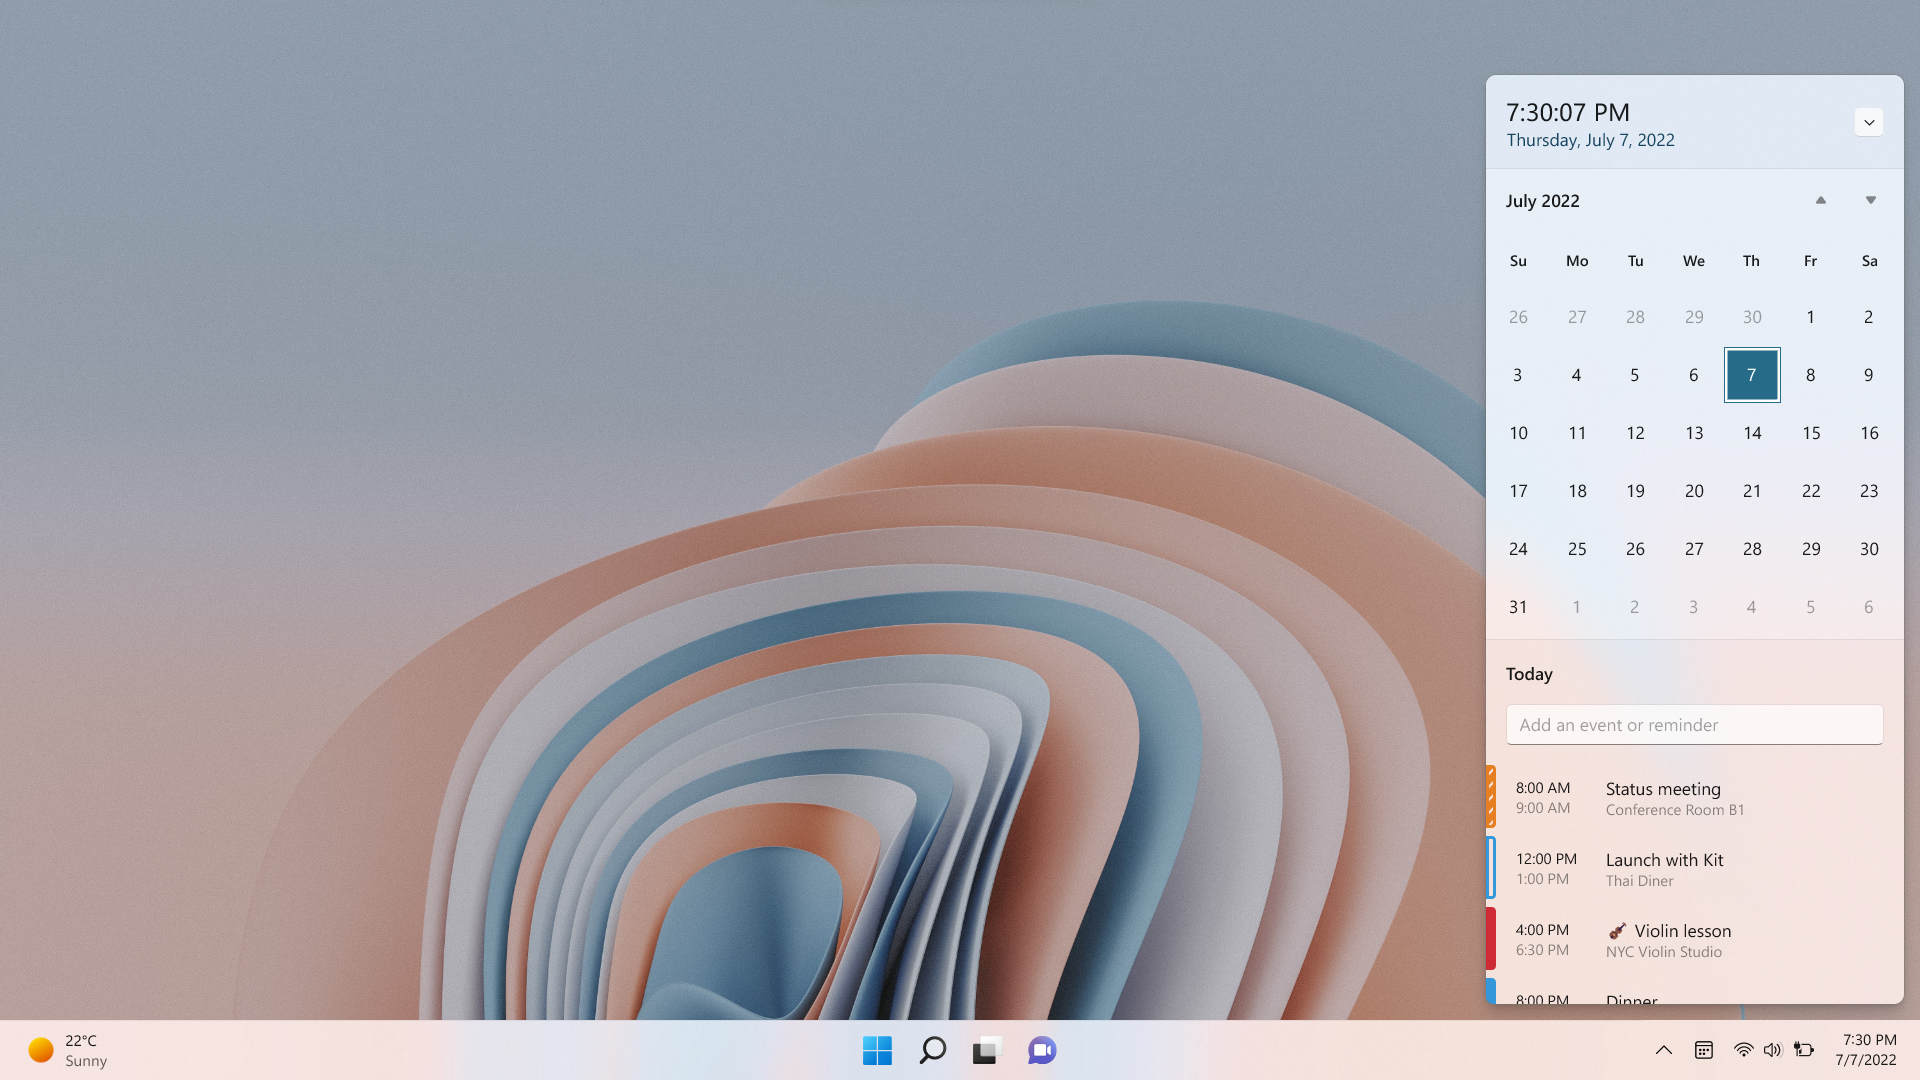 7:30:07 PM
Thursday, July 7, 2022
July 2022
Su Mo Tu We Th Fr Sa
26 27 28 29 30 1 2
3 4 5 6 7 8 9
10 11 12 13 14 15 16
17 18 19 20 21 22 23
24 25 26 27 28 29 30
31 1 2 3 4 5 6
Today
Add an event or reminder
8:00 AM Status meeting
9:00 AM Conference Room B1
12:00 PM Launch with Kit
1:00 PM Thai Diner
4:00 PM 🎻 Violin lesson
6:30 PM NYC Violin Studio
8:00 PM Dinner
22°C
Sunny
7:30 PM
7/7/2022